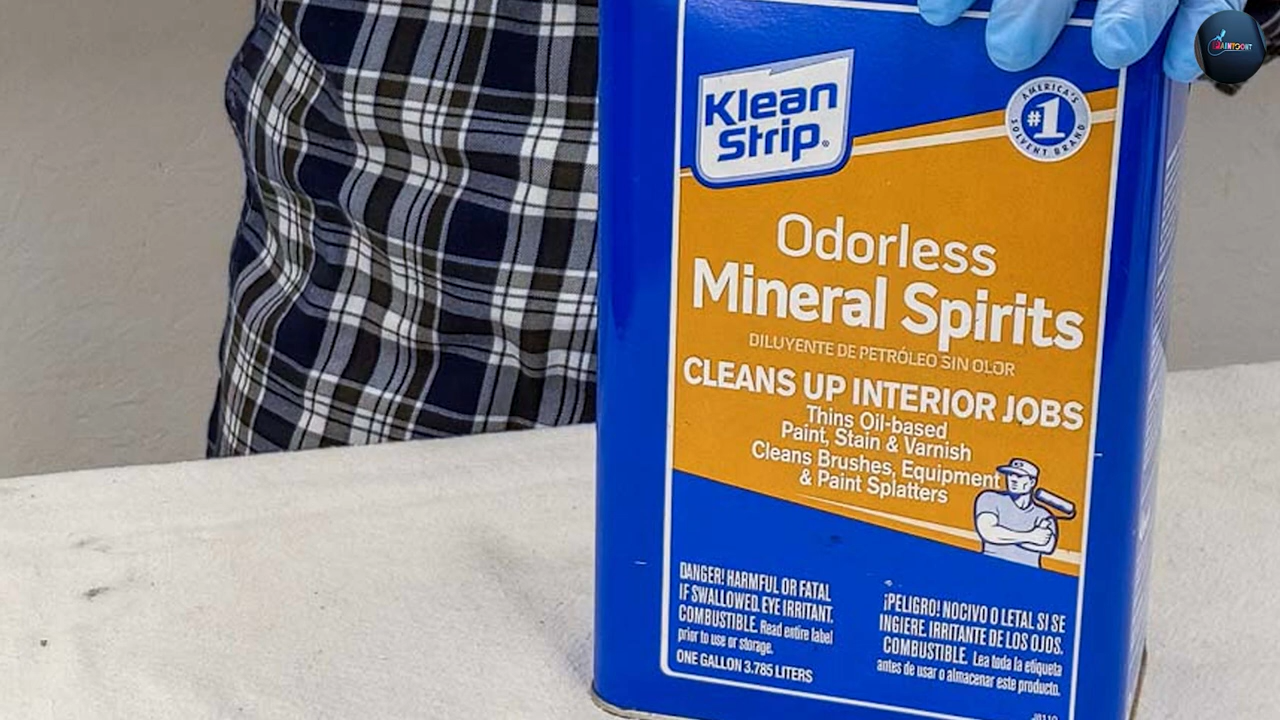 Klean
Strip®
AMERICA'S
#1
SOLVENT BRAND
Odorless
Mineral Spirits
DILUYENTE DE PETRÓLEO SIN OLOR
CLEANS UP INTERIOR JOBS
Thins Oil-based
Paint, Stain & Varnish
Cleans Brushes, Equipment
& Paint Splatters
DANGER! HARMFUL OR FATAL
IF SWALLOWED. EYE IRRITANT.
COMBUSTIBLE. Read entire label
prior to use or storage.
ONE GALLON 3.785 LITERS
¡PELIGRO! NOCIVO O LETAL SI SE
INGIERE. IRRITANTE DE LOS OJOS.
COMBUSTIBLE. Lea toda la etiqueta
antes de usar o almacenar este producto.